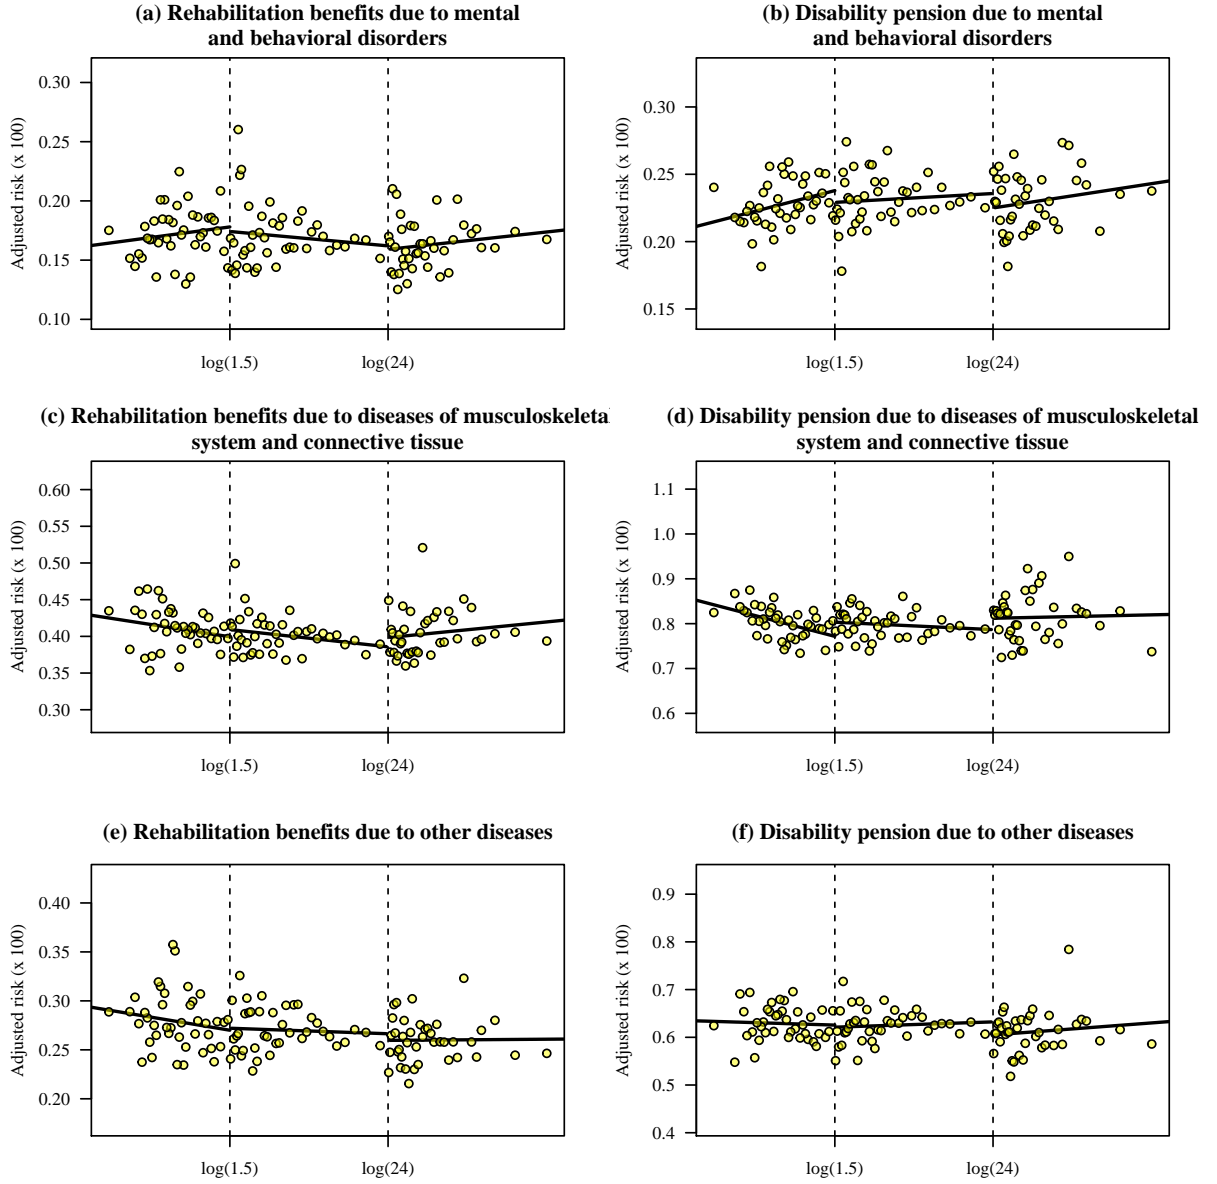 (a) Rehabilitation benefits due to mental
and behavioral disorders
Adjusted risk (x 100)
0.30
0.25
0.20
0.15
0.10
log(1.5)
log(24)
(b) Disability pension due to mental
and behavioral disorders
Adjusted risk (x 100)
0.30
0.25
0.20
0.15
log(1.5)
log(24)
(c) Rehabilitation benefits due to diseases of musculoskeletal
system and connective tissue
Adjusted risk (x 100)
0.60
0.55
0.50
0.45
0.40
0.35
0.30
log(1.5)
log(24)
(d) Disability pension due to diseases of musculoskeletal
system and connective tissue
Adjusted risk (x 100)
1.1
1.0
0.9
0.8
0.7
0.6
log(1.5)
log(24)
(e) Rehabilitation benefits due to other diseases
Adjusted risk (x 100)
0.40
0.35
0.30
0.25
0.20
log(1.5)
log(24)
(f) Disability pension due to other diseases
Adjusted risk (x 100)
0.9
0.8
0.7
0.6
0.5
0.4
log(1.5)
log(24)